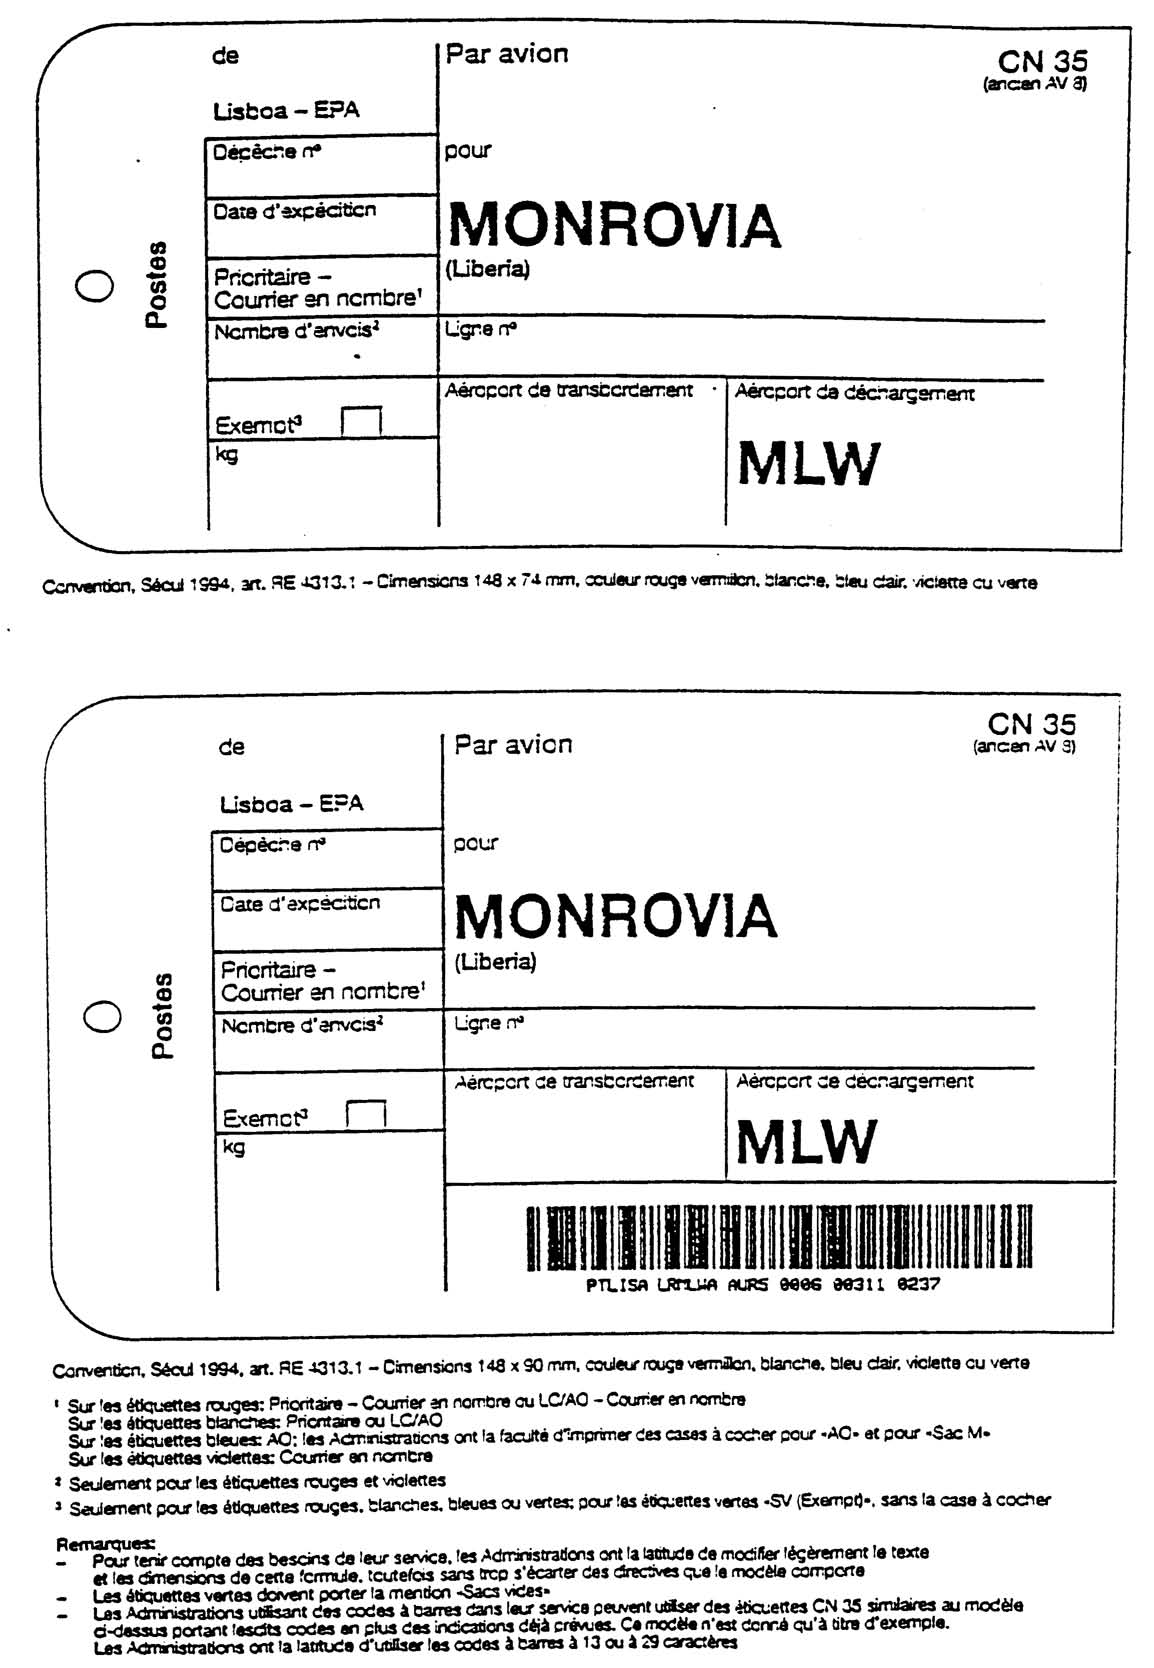 de
Par avion
CN 35
(ancien AV 8)
Lisboa – EPA
Dépêche nº
pour
Date d'expédition
MONROVIA
(Liberia)
Postes
Prioritaire –
Courrier en nombre¹
Nombre d'envois²
Ligne nº
Aéroport de transbordement
Aéroport de déchargement
Exempt³
kg
MLW
Convention, Séoul 1994, art. RE 4313.1 – Dimensions 148 x 74 mm, couleur rouge vermillon, blanche, bleu clair, violette ou verte
de
Par avion
CN 35
(ancien AV 8)
Lisboa – EPA
Dépêche nº
pour
Date d'expédition
MONROVIA
(Liberia)
Postes
Prioritaire –
Courrier en nombre¹
Nombre d'envois²
Ligne nº
Aéroport de transbordement
Aéroport de déchargement
Exempt³
kg
MLW
PTLISA LRMLWA AURS 0006 00311 0237
Convention, Séoul 1994, art. RE 4313.1 – Dimensions 148 x 90 mm, couleur rouge vermillon, blanche, bleu clair, violette ou verte
¹ Sur les étiquettes rouges: Prioritaire – Courrier en nombre ou LC/AO – Courrier en nombre
Sur les étiquettes blanches: Prioritaire ou LC/AO
Sur les étiquettes bleues: AO; les Administrations ont la faculté d'imprimer des cases à cocher pour «AO» et pour «Sac M»
Sur les étiquettes violettes: Courrier en nombre
² Seulement pour les étiquettes rouges et violettes
³ Seulement pour les étiquettes rouges, blanches, bleues ou vertes; pour les étiquettes vertes «SV (Exempt)», sans la case à cocher
Remarques:
– Pour tenir compte des besoins de leur service, les Administrations ont la latitude de modifier légèrement le texte
et les dimensions de cette formule, toutefois sans trop s'écarter des directives que le modèle comporte
– Les étiquettes vertes doivent porter la mention «Sacs vides»
– Les Administrations utilisant des codes à barres dans leur service peuvent utiliser des étiquettes CN 35 similaires au modèle
ci-dessus portant lesdits codes en plus des indications déjà prévues. Ce modèle n'est donné qu'à titre d'exemple.
Les Administrations ont la latitude d'utiliser les codes à barres à 13 ou à 29 caractères